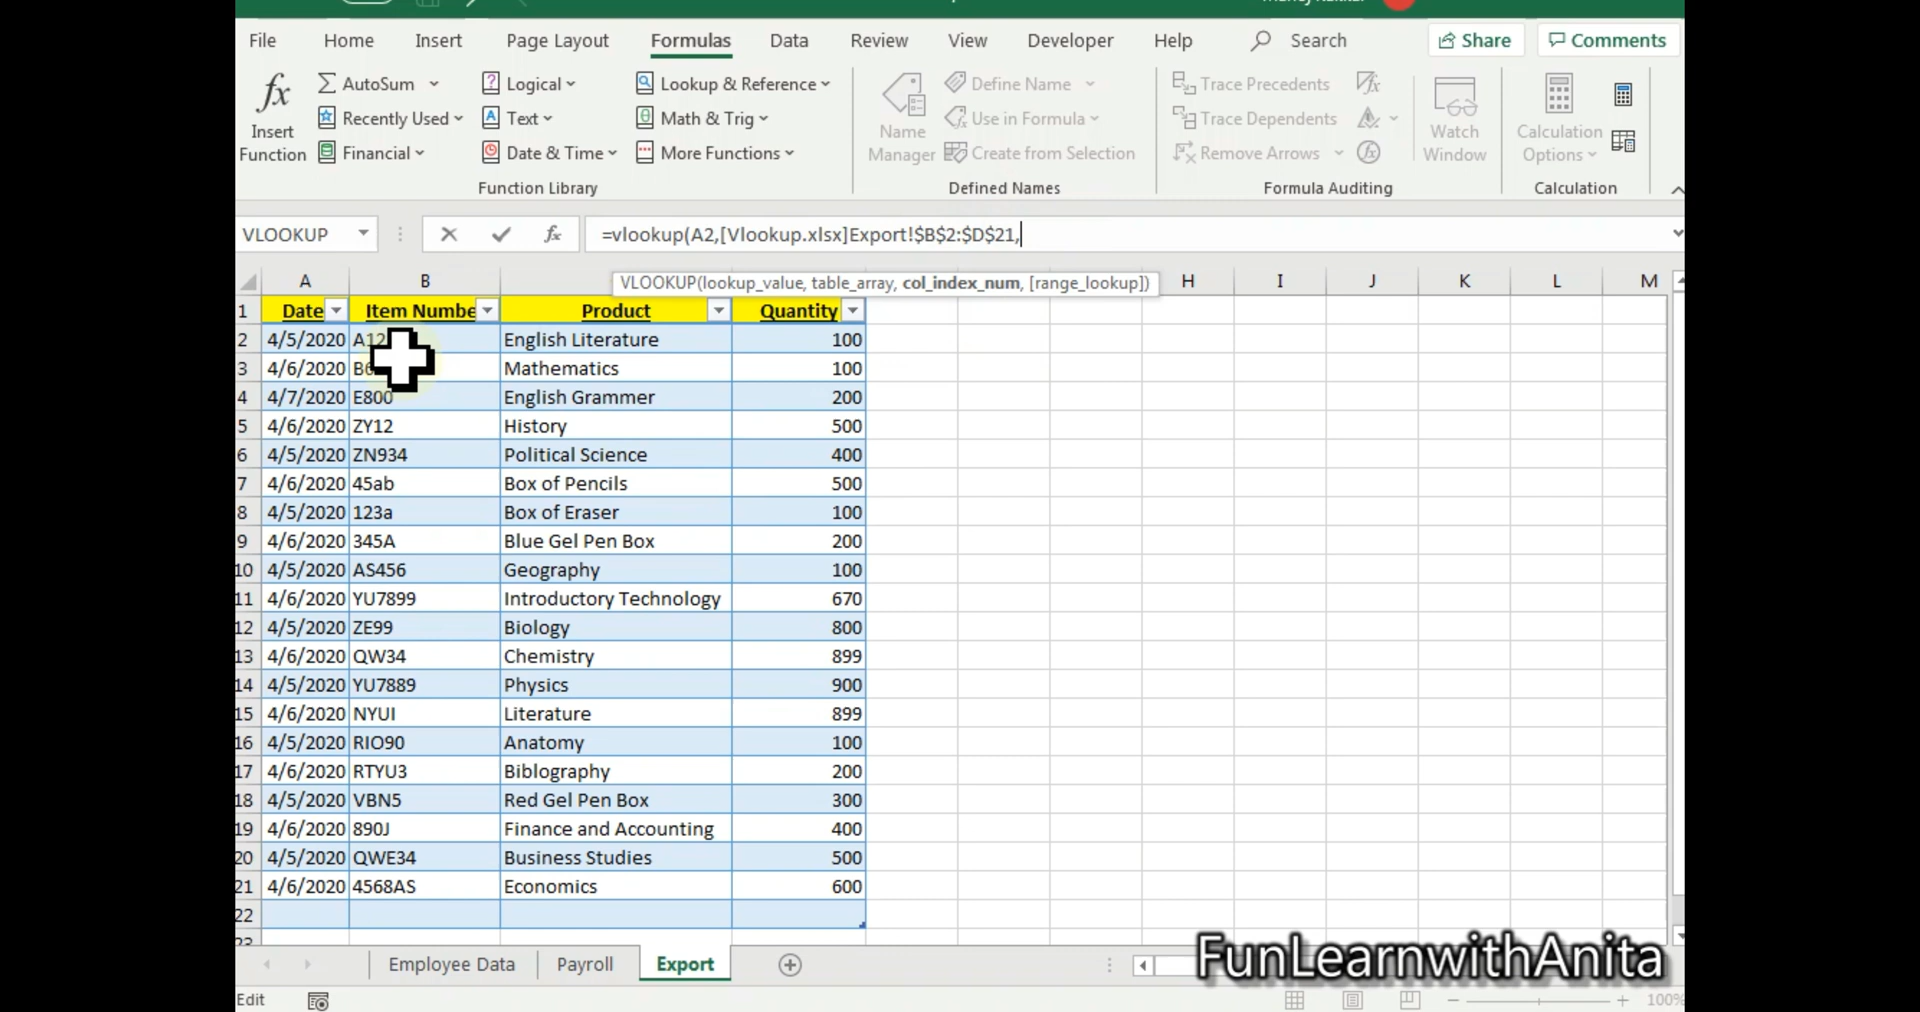 File Home Insert Page Layout Formulas Data Review View Developer Help Search Share Comments
fx AutoSum Logical Lookup & Reference Define Name Trace Precedents
Recently Used Text Math & Trig Use in Formula Trace Dependents
Insert Function Financial Date & Time More Functions Name Manager Create from Selection Remove Arrows Watch Window Calculation Options
Function Library Defined Names Formula Auditing Calculation
VLOOKUP fx =vlookup(A2,[Vlookup.xlsx]Export!$B$2:$D$21,
VLOOKUP(lookup_value, table_array, col_index_num, [range_lookup])
A B H I J K L M
1 Date Item Numbe Product Quantity
2 4/5/2020 English Literature 100
3 4/6/2020 Mathematics 100
4 4/7/2020 E800 English Grammer 200
5 4/6/2020 ZY12 History 500
6 4/5/2020 ZN934 Political Science 400
7 4/6/2020 45ab Box of Pencils 500
8 4/5/2020 123a Box of Eraser 100
9 4/6/2020 345A Blue Gel Pen Box 200
10 4/5/2020 AS456 Geography 100
11 4/6/2020 YU7899 Introductory Technology 670
12 4/5/2020 ZE99 Biology 800
13 4/6/2020 QW34 Chemistry 899
14 4/5/2020 YU7889 Physics 900
15 4/6/2020 NYUI Literature 899
16 4/5/2020 RIO90 Anatomy 100
17 4/6/2020 RTYU3 Biblography 200
18 4/5/2020 VBN5 Red Gel Pen Box 300
19 4/6/2020 890J Finance and Accounting 400
20 4/5/2020 QWE34 Business Studies 500
21 4/6/2020 4568AS Economics 600
22
Employee Data Payroll Export
FunLearnwithAnita
Edit 100%